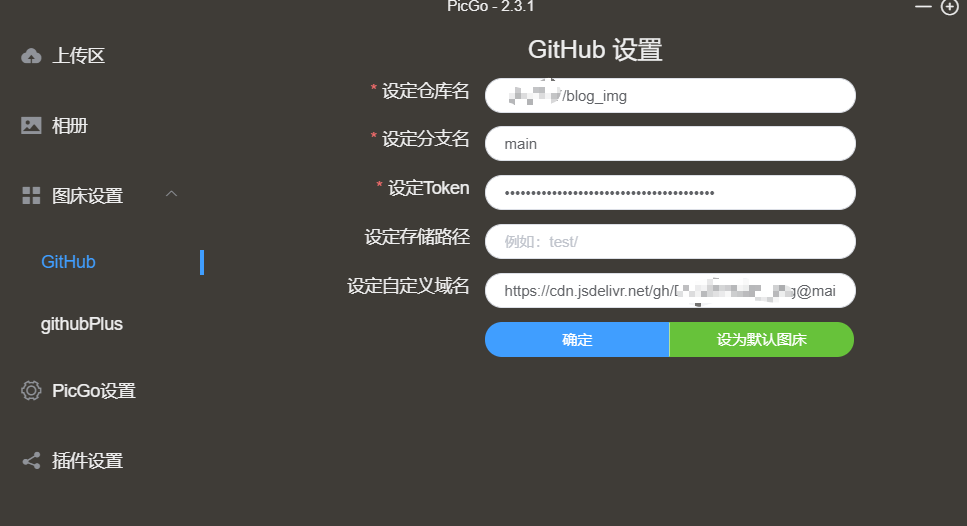 PicGo - 2.3.1
上传区
相册
图床设置
GitHub
githubPlus
PicGo设置
插件设置
GitHub 设置
* 设定仓库名
/blog_img
* 设定分支名
main
* 设定Token
••••••••••••••••••••••••••••••••••••••••
设定存储路径
例如：test/
设定自定义域名
https://cdn.jsdelivr.net/gh/ g@mai
确定
设为默认图床